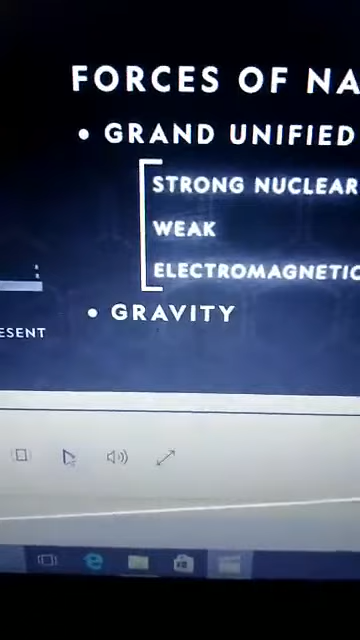 FORCES OF NA
• GRAND UNIFIED
STRONG NUCLEAR
WEAK
ELECTROMAGNETIC
• GRAVITY
ESENT